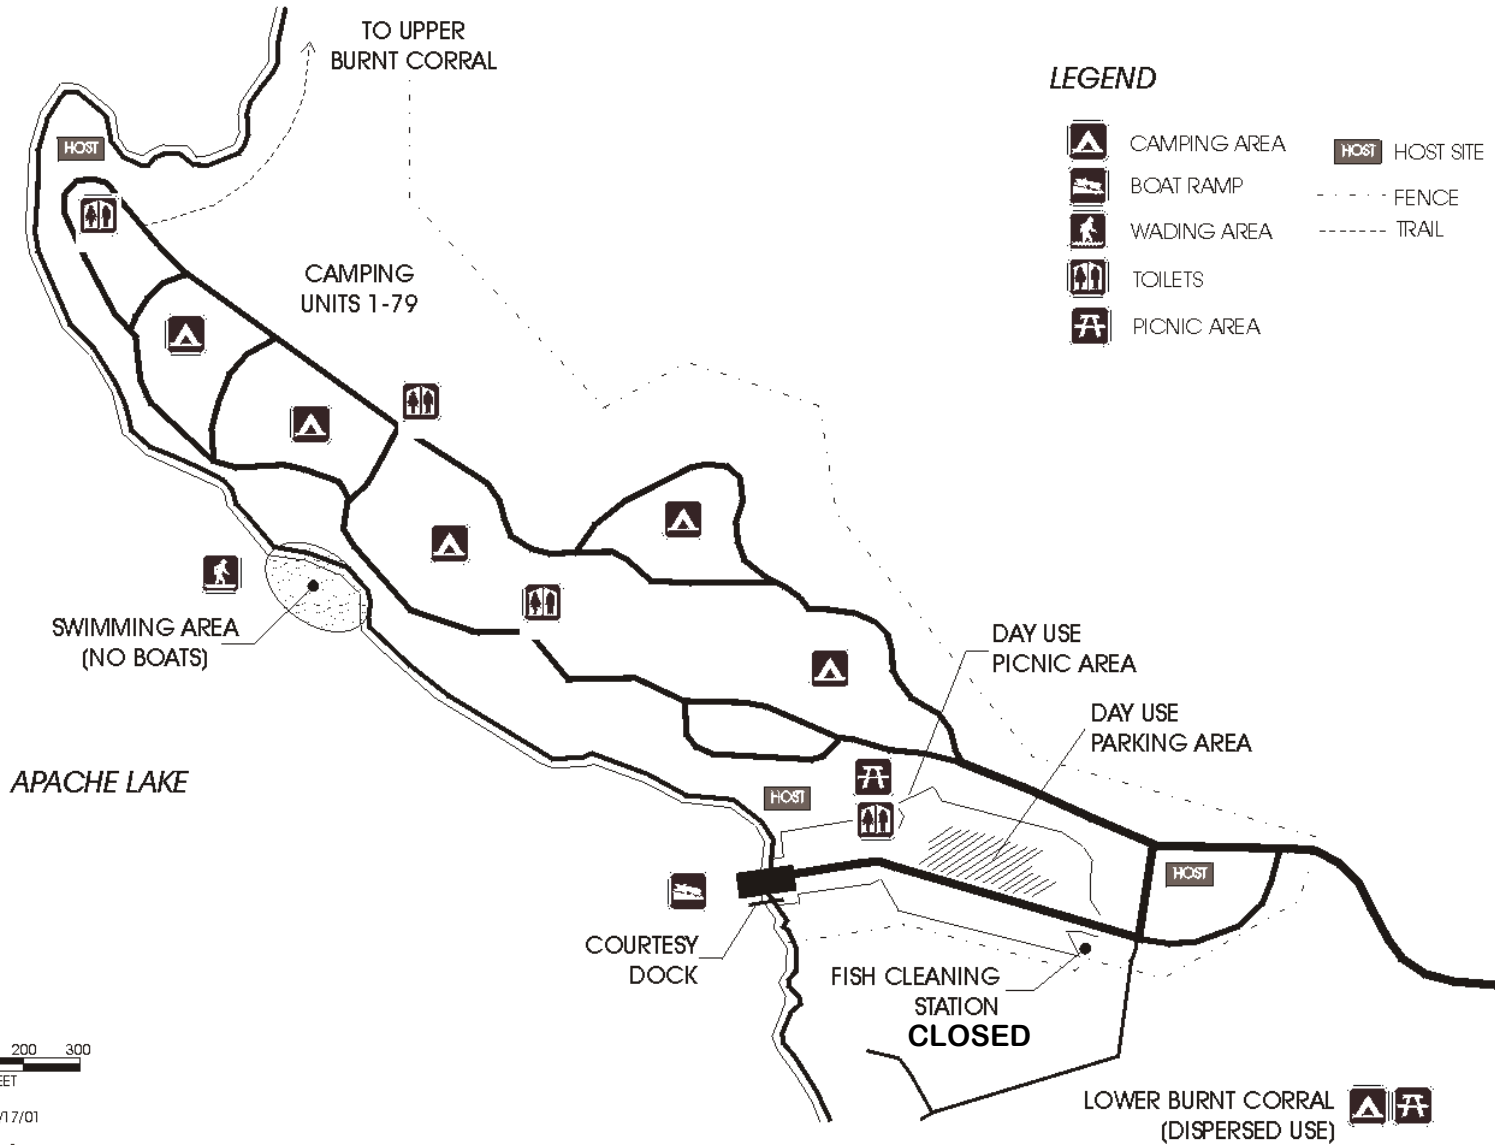 TO UPPER
BURNT CORRAL
LEGEND
CAMPING AREA
HOST HOST SITE
BOAT RAMP
FENCE
WADING AREA
TRAIL
TOILETS
PICNIC AREA
HOST
CAMPING
UNITS 1-79
SWIMMING AREA
(NO BOATS)
DAY USE
PICNIC AREA
DAY USE
PARKING AREA
APACHE LAKE
HOST
HOST
COURTESY
DOCK
FISH CLEANING
STATION
CLOSED
200 300
LOWER BURNT CORRAL
(DISPERSED USE)